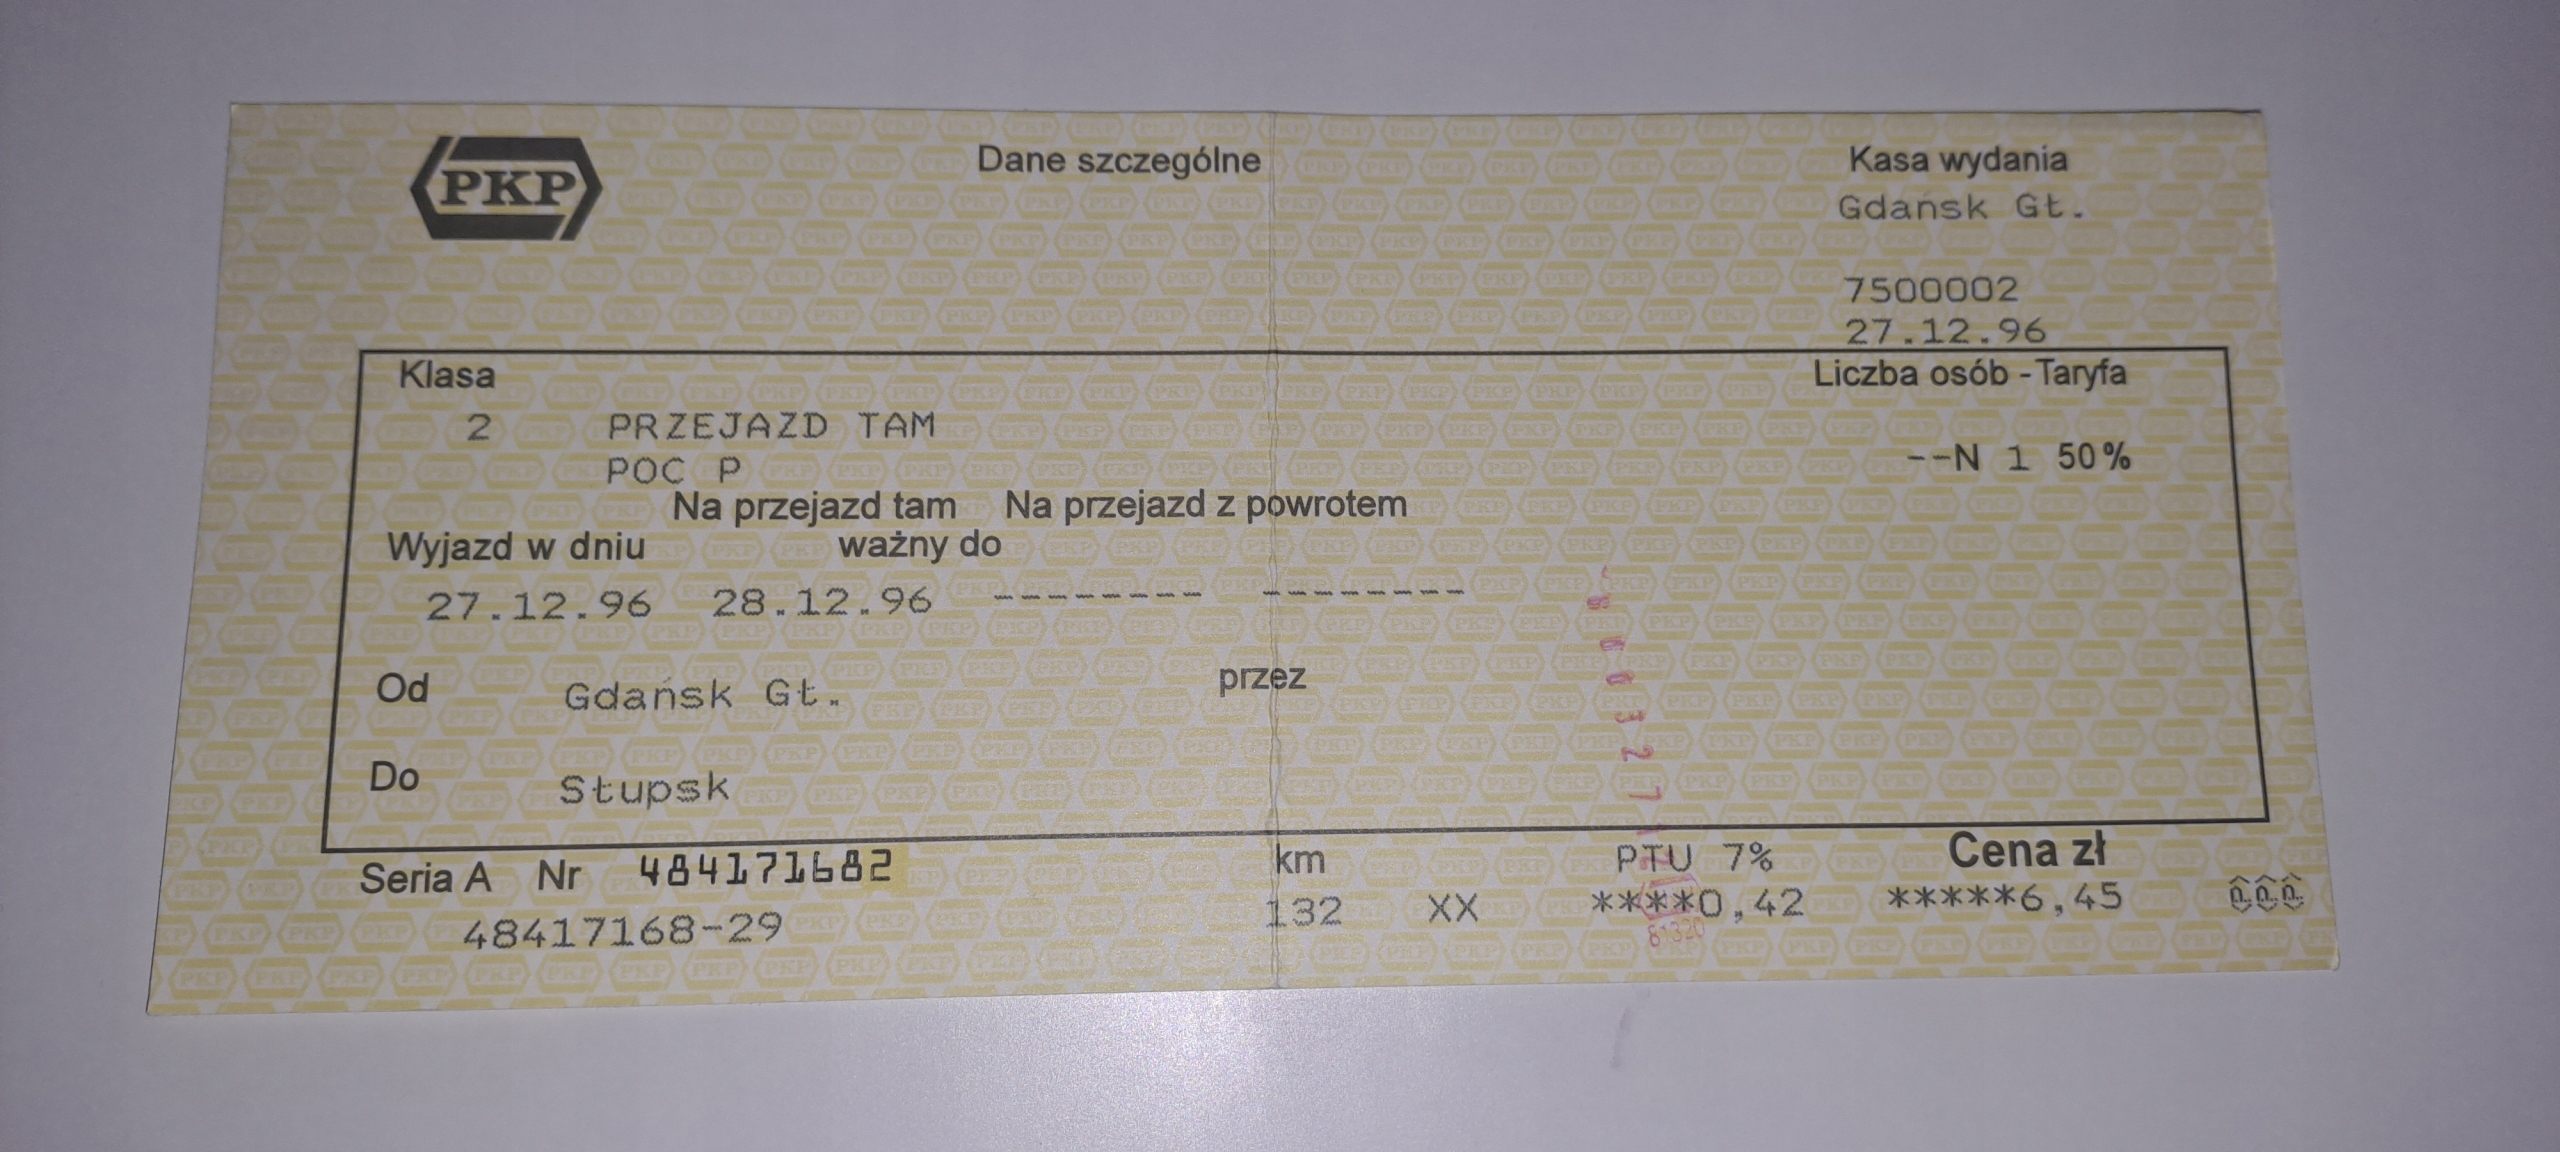 PKP
Dane szczególne
Kasa wydania
Gdańsk Gł.
7500002
27.12.96
Klasa
Liczba osób - Taryfa
2 PRZEJAZD TAM
POC P
--N 1 50%
Na przejazd tam Na przejazd z powrotem
Wyjazd w dniu ważny do
27.12.96 28.12.96 -------- --------
Od Gdańsk Gł. przez
Do Słupsk
Seria A Nr 484171682
km PTU 7% Cena zł
48417168-29
132 XX ****0,42 *****6,45